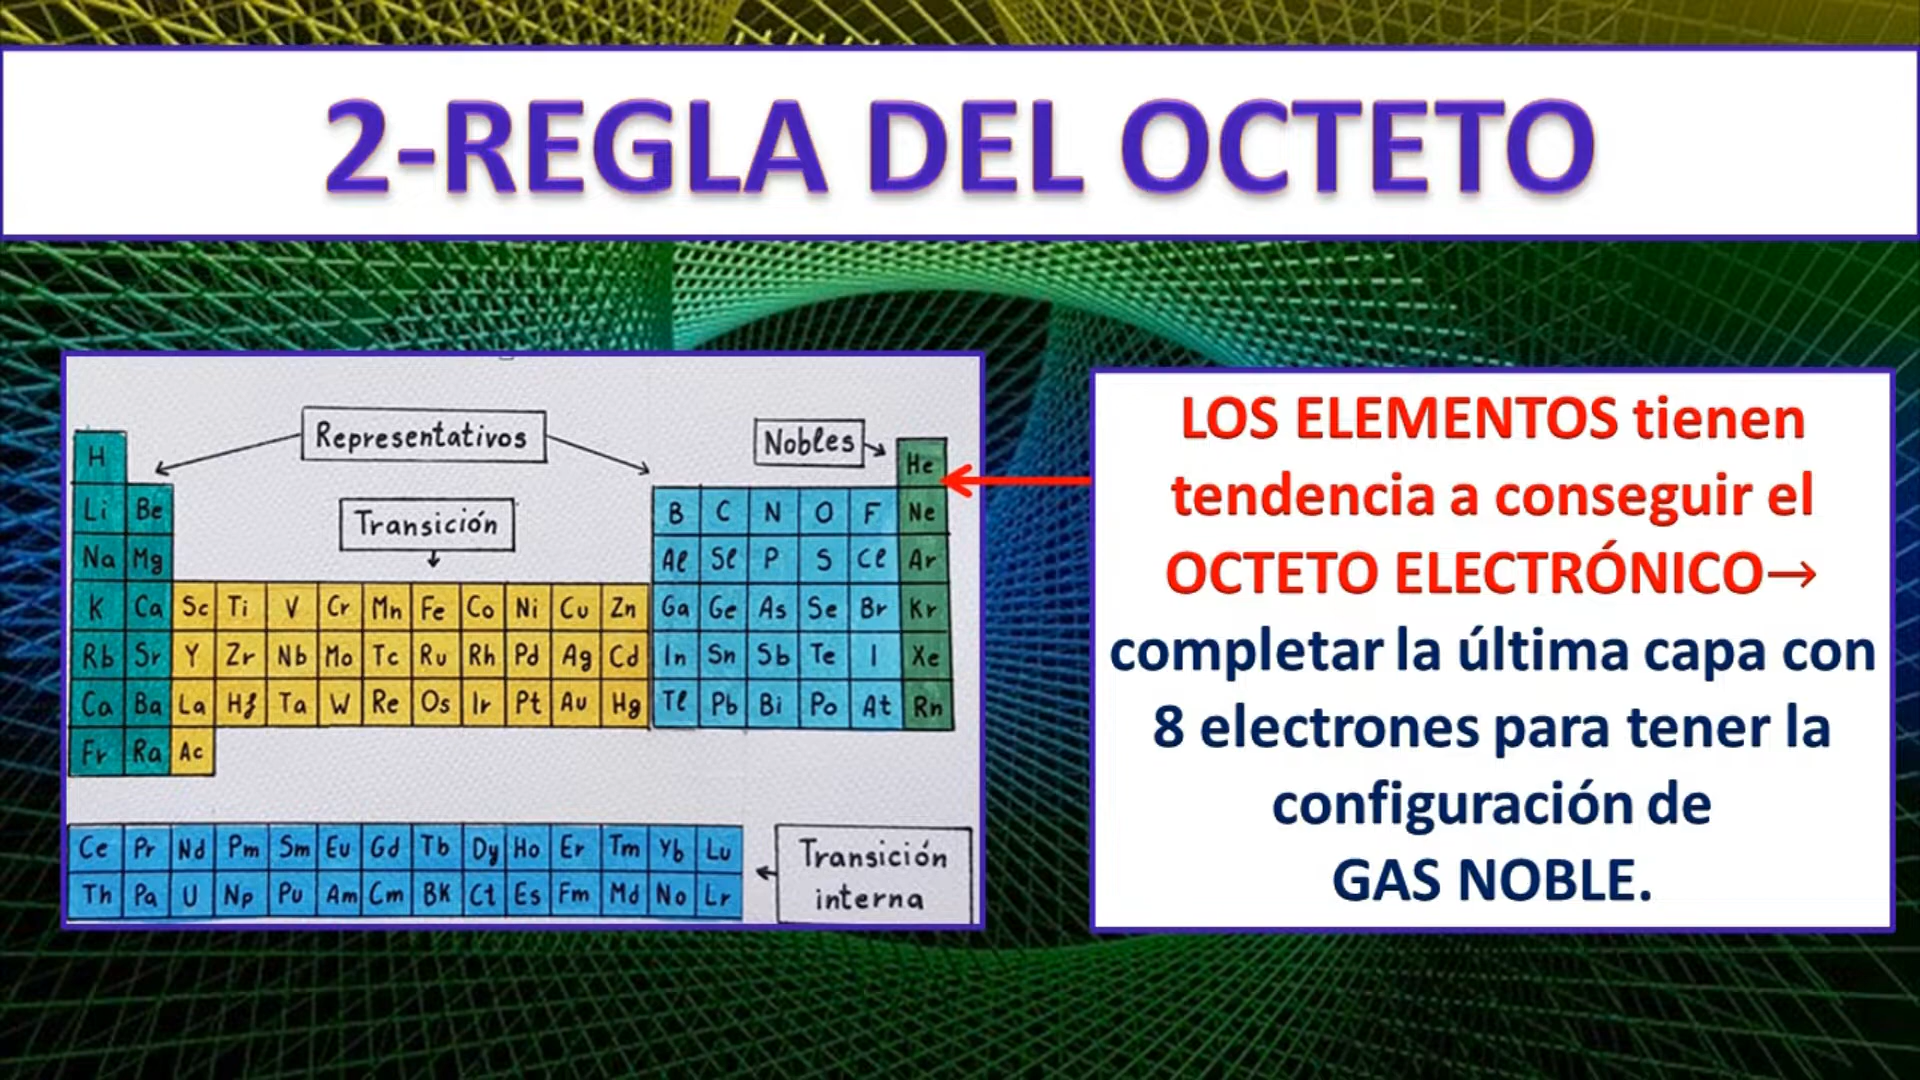 2-REGLA DEL OCTETO
Representativos
Nobles
H
He
Li Be
B C N O F Ne
Transición
Na Mg
Al Sl P S Cl Ar
K Ca Sc Ti V Cr Mn Fe Co Ni Cu Zn Ga Ge As Se Br Kr
Rb Sr Y Zr Nb Mo Tc Ru Rh Pd Ag Cd In Sn Sb Te I Xe
Ca Ba La Hf Ta W Re Os Ir Pt Au Hg Tl Pb Bi Po At Rn
Fr Ra Ac
Ce Pr Nd Pm Sm Eu Gd Tb Dy Ho Er Tm Yb Lu
Th Pa U Np Pu Am Cm BK Ct Es Fm Md No Lr
Transición
interna
LOS ELEMENTOS tienen
tendencia a conseguir el
OCTETO ELECTRÓNICO→
completar la última capa con
8 electrones para tener la
configuración de
GAS NOBLE.